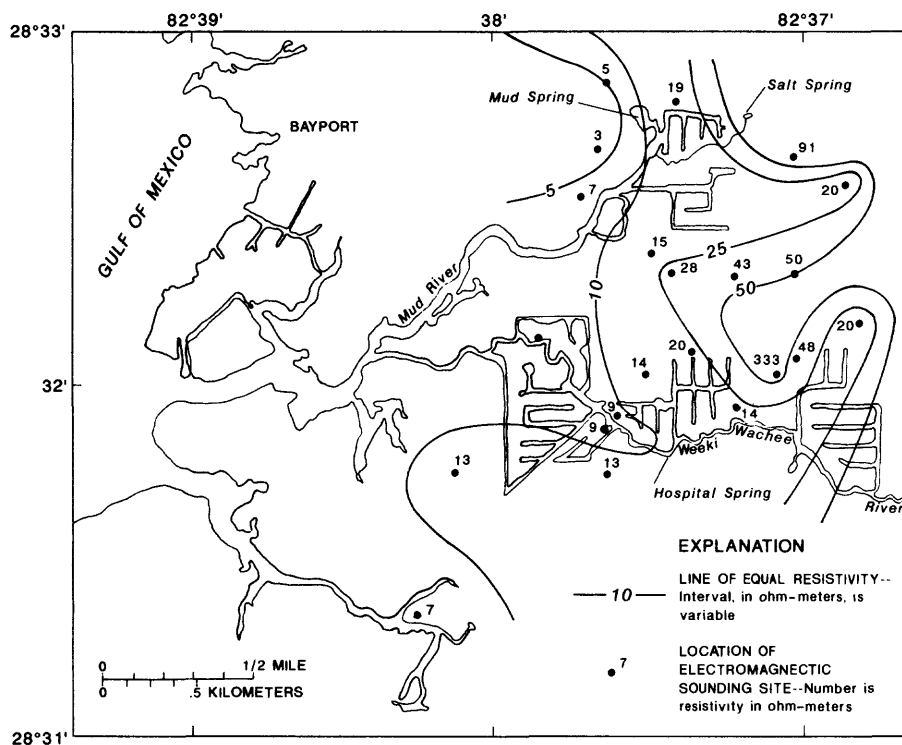 82°39'
38'
82°37'
28°33'
5
19
Mud Spring
Salt Spring
BAYPORT
3
91
GULF OF MEXICO
5
7
20
15
25
28
43
50
10
50
Mud River
20
20
48
333
14
32'
9
14
9
Weeki Wachee River
13
13
Hospital Spring
EXPLANATION
—10— LINE OF EQUAL RESISTIVITY--
Interval, in ohm-meters, is
variable
7
0 1/2 MILE
0 .5 KILOMETERS
7 LOCATION OF
ELECTROMAGNECTIC
SOUNDING SITE--Number is
resistivity in ohm-meters
28°31'